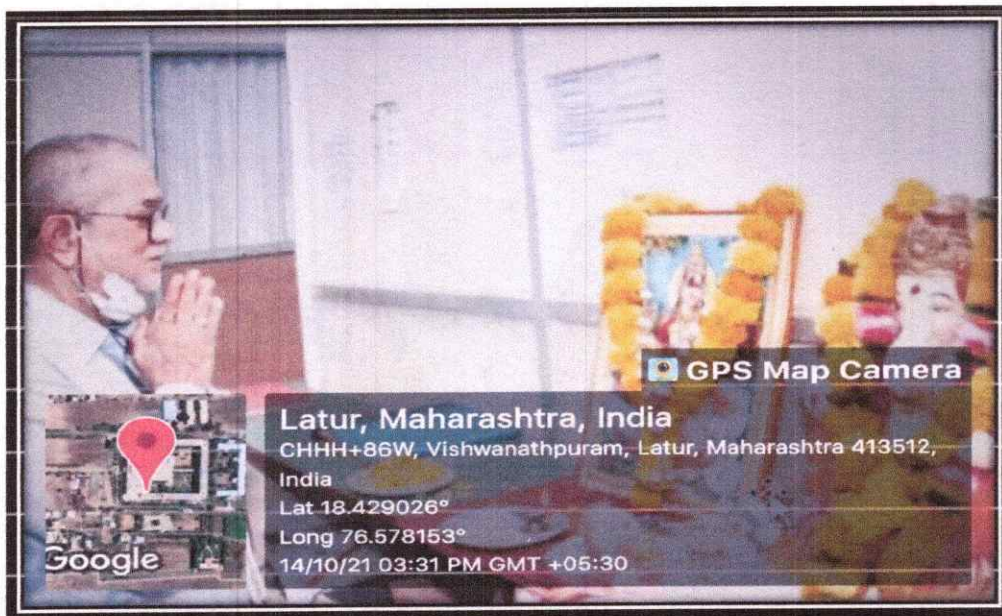 GPS Map Camera
Latur, Maharashtra, India
CHHH+86W, Vishwanathpuram, Latur, Maharashtra 413512,
India
Lat 18.429026°
Long 76.578153°
14/10/21 03:31 PM GMT +05:30
Google